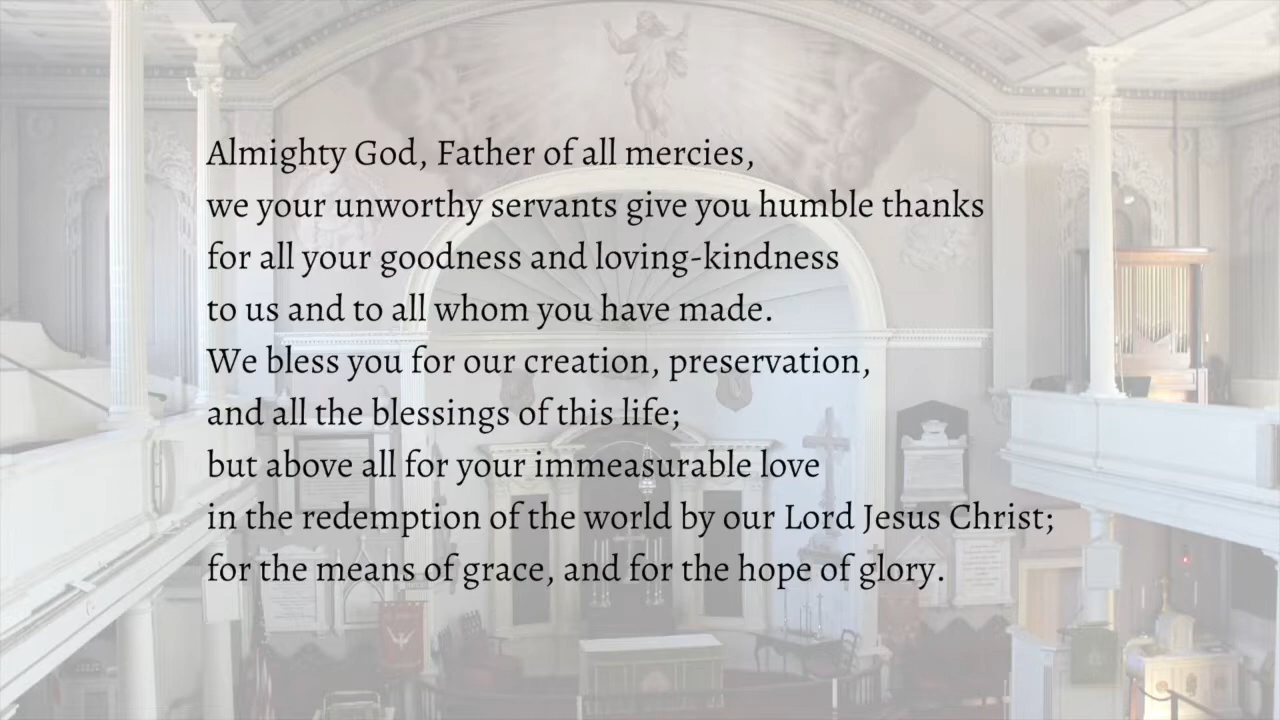 Almighty God, Father of all mercies,
we your unworthy servants give you humble thanks
for all your goodness and loving-kindness
to us and to all whom you have made.
We bless you for our creation, preservation,
and all the blessings of this life;
but above all for your immeasurable love
in the redemption of the world by our Lord Jesus Christ;
for the means of grace, and for the hope of glory.